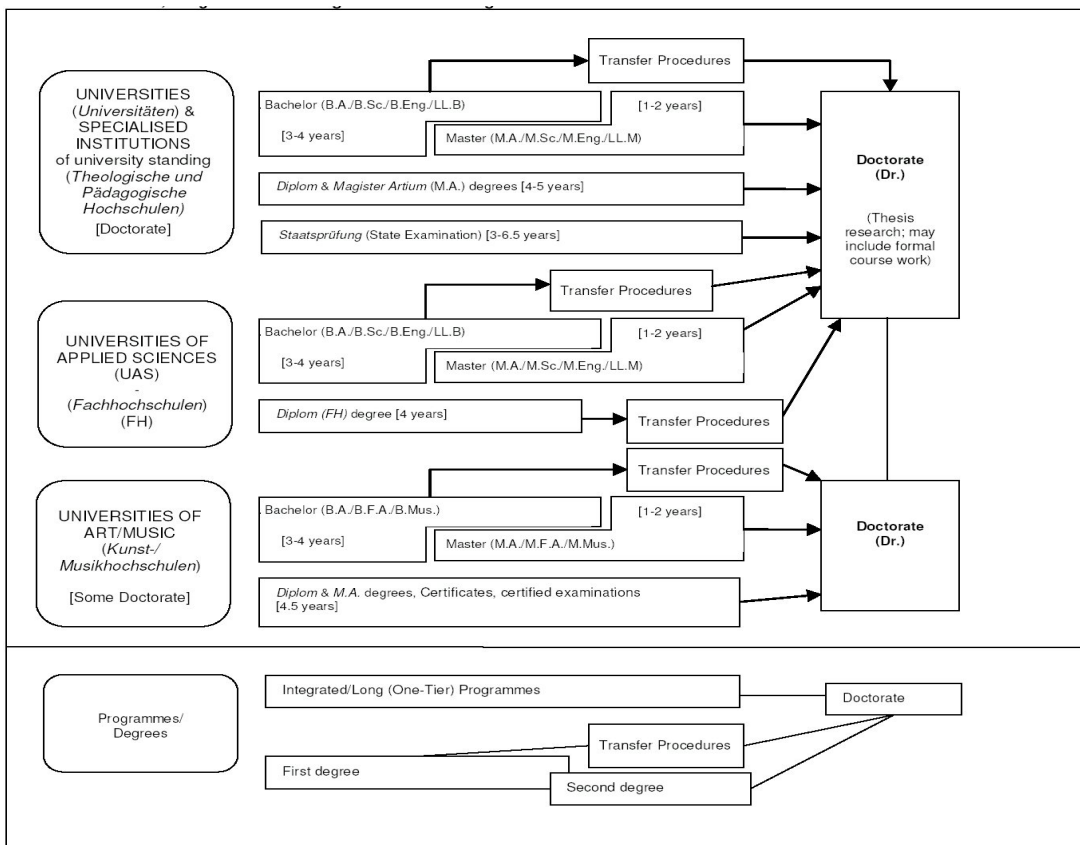 Transfer Procedures
UNIVERSITIES
(Universitäten) &
SPECIALISED
INSTITUTIONS
of university standing
(Theologische und
Pädagogische
Hochschulen)
[Doctorate]
. Bachelor (B.A./B.Sc./B.Eng./LL.B)
[1-2 years]
[3-4 years]
Master (M.A./M.Sc./M.Eng./LL.M)
Diplom & Magister Artium (M.A.) degrees [4-5 years]
Staatsprüfung (State Examination) [3-6.5 years]
Doctorate
(Dr.)
(Thesis
research; may
include formal
course work)
Transfer Procedures
UNIVERSITIES OF
APPLIED SCIENCES
(UAS)
-
(Fachhochschulen)
(FH)
. Bachelor (B.A./B.Sc./B.Eng./LL.B)
[1-2 years]
[3-4 years]
Master (M.A./M.Sc./M.Eng./LL.M)
Diplom (FH) degree [4 years]
Transfer Procedures
Transfer Procedures
UNIVERSITIES OF
ART/MUSIC
(Kunst-/
Musikhochschulen)
[Some Doctorate]
. Bachelor (B.A./B.F.A./B.Mus.)
[1-2 years]
[3-4 years]
Master (M.A./M.F.A./M.Mus.)
Diplom & M.A. degrees, Certificates, certified examinations
[4.5 years]
Doctorate
(Dr.)
Programmes/
Degrees
Integrated/Long (One-Tier) Programmes
Doctorate
Transfer Procedures
First degree
Second degree